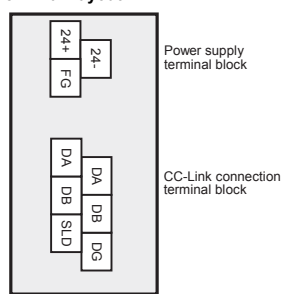 24+
24-
FG
Power supply
terminal block
DA
DA
DB
DB
SLD
DG
CC-Link connection
terminal block